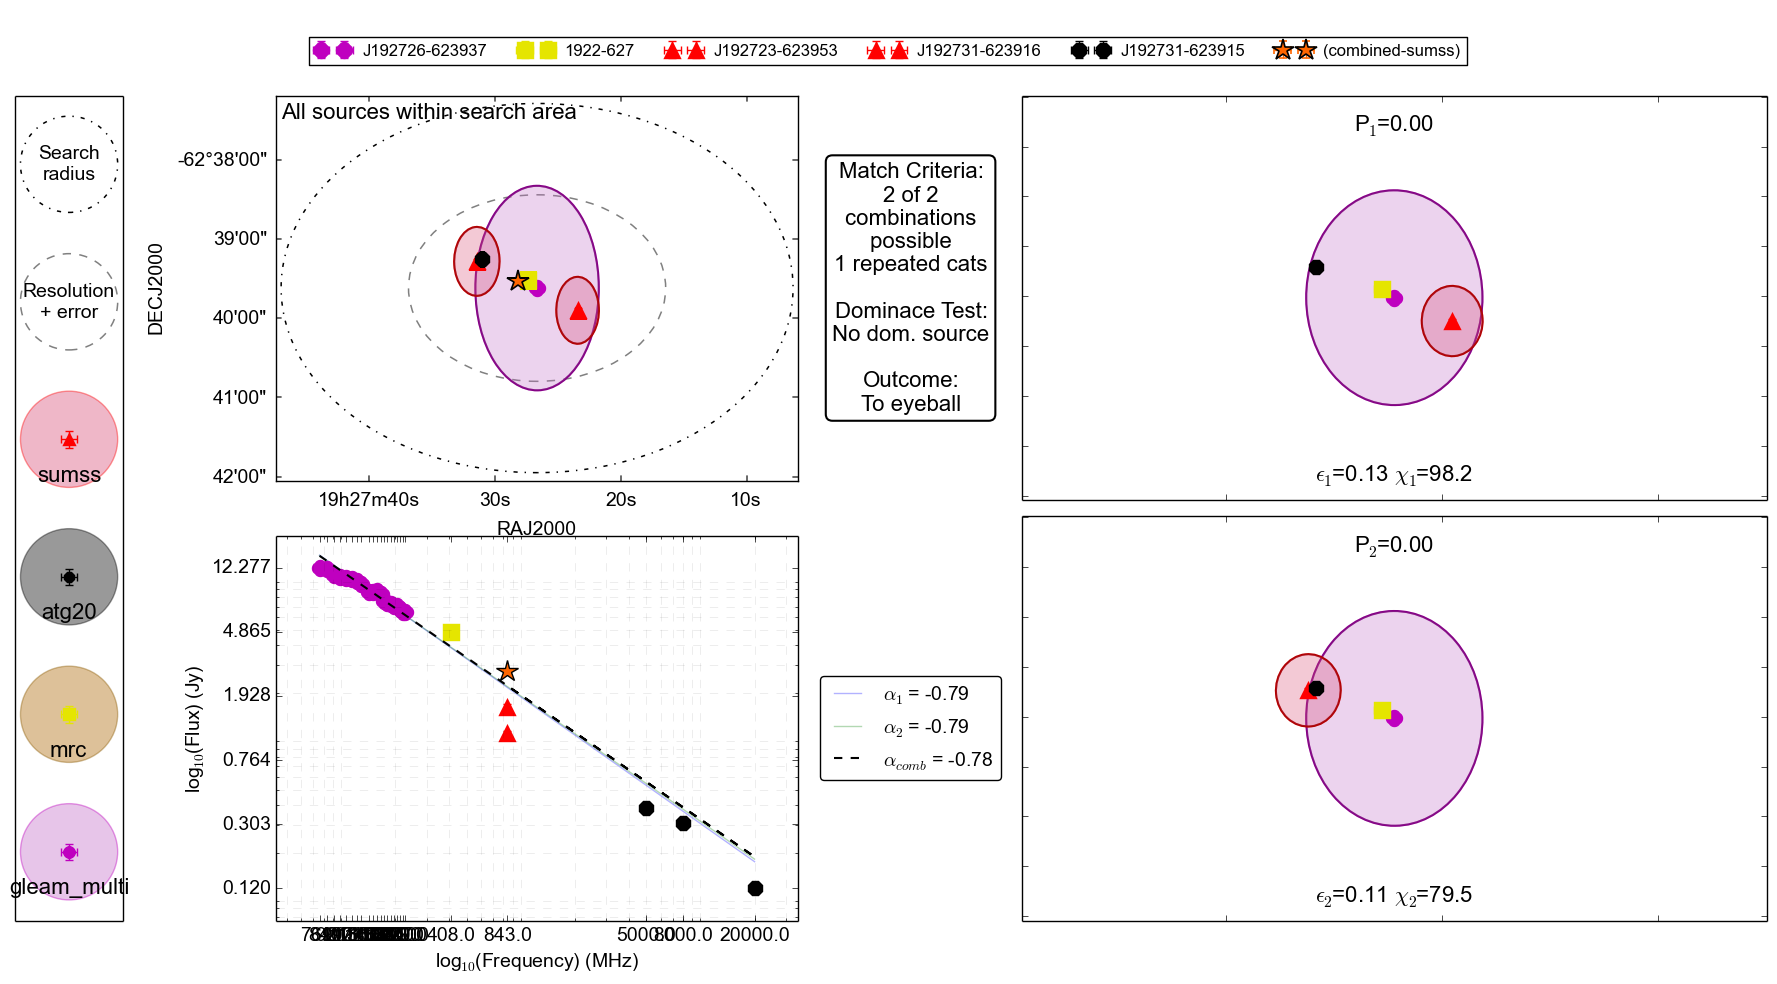 J192726-623937
1922-627
J192723-623953
J192731-623916
J192731-623915
(combined-sumss)
Search
radius
Resolution
+ error
sumss
atg20
mrc
gleam_multi
All sources within search area
DECJ2000
-62°38'00"
39'00"
40'00"
41'00"
42'00"
19h27m40s
30s
20s
10s
RAJ2000
Match Criteria:
2 of 2
combinations
possible
1 repeated cats
Dominace Test:
No dom. source
Outcome:
To eyeball
P1=0.00
ϵ1=0.13 χ1=98.2
log10(Flux) (Jy)
12.277
4.865
1.928
0.764
0.303
0.120
408.0
843.0
5000.0
8000.0
20000.0
log10(Frequency) (MHz)
α1 = -0.79
α2 = -0.79
αcomb = -0.78
P2=0.00
ϵ2=0.11 χ2=79.5